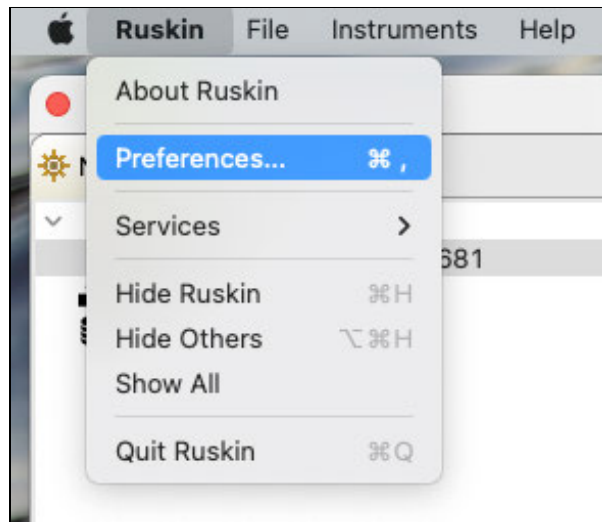 Ruskin File Instruments Help
About Ruskin
Preferences... ⌘ ,
Services
681
Hide Ruskin ⌘H
Hide Others ⌥⌘H
Show All
Quit Ruskin ⌘Q